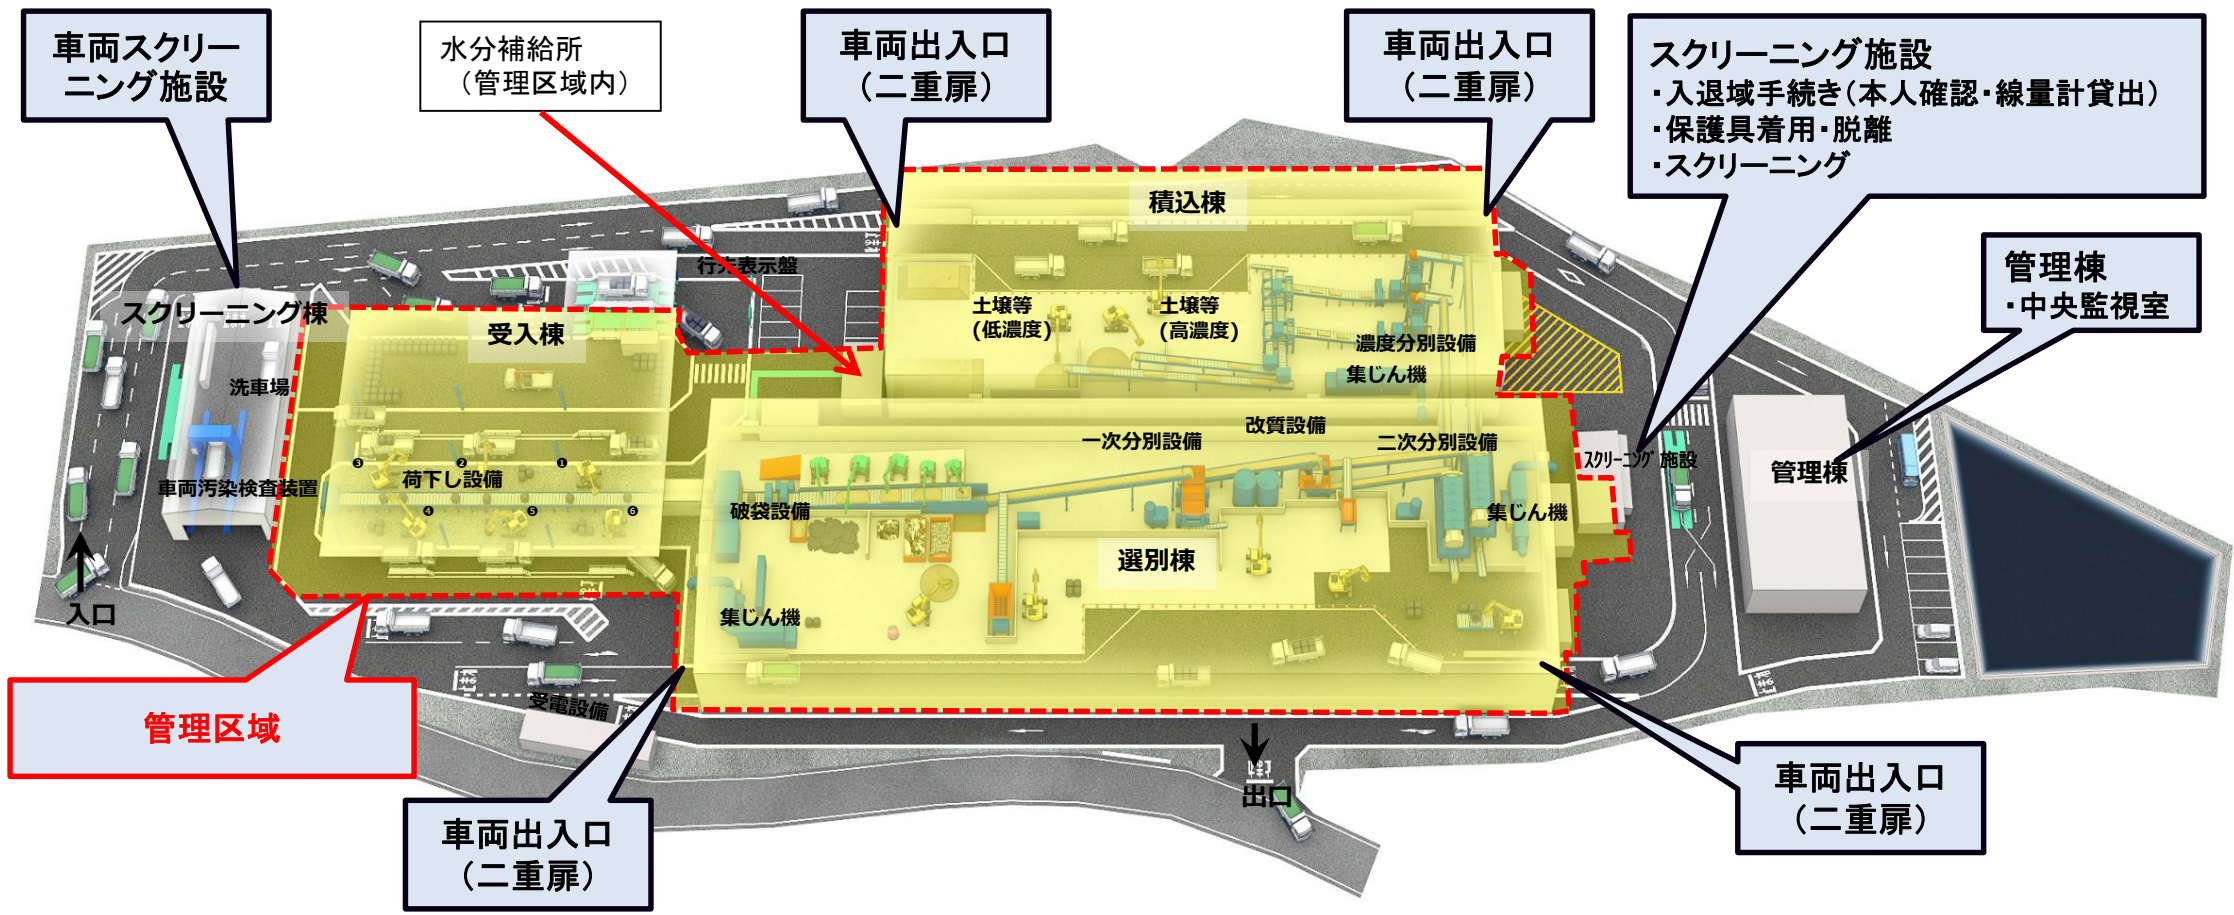 車両スクリー
ニング施設
水分補給所
（管理区域内）
車両出入口
（二重扉）
車両出入口
（二重扉）
スクリーニング施設
・入退域手続き（本人確認・線量計貸出）
・保護具着用・脱離
・スクリーニング
管理棟
・中央監視室
積込棟
行先表示盤
スクリーニング棟
受入棟
土壌等
(低濃度)
土壌等
(高濃度)
濃度分別設備
集じん機
洗車場
改質設備
一次分別設備
二次分別設備
❸
❷
❶
荷下し設備
車両汚染検査装置
❹
❺
❻
破袋設備
集じん機
ｽｸﾘｰﾆﾝｸﾞ施設
管理棟
選別棟
集じん機
入口
管理区域
受電設備
出口
車両出入口
（二重扉）
車両出入口
（二重扉）